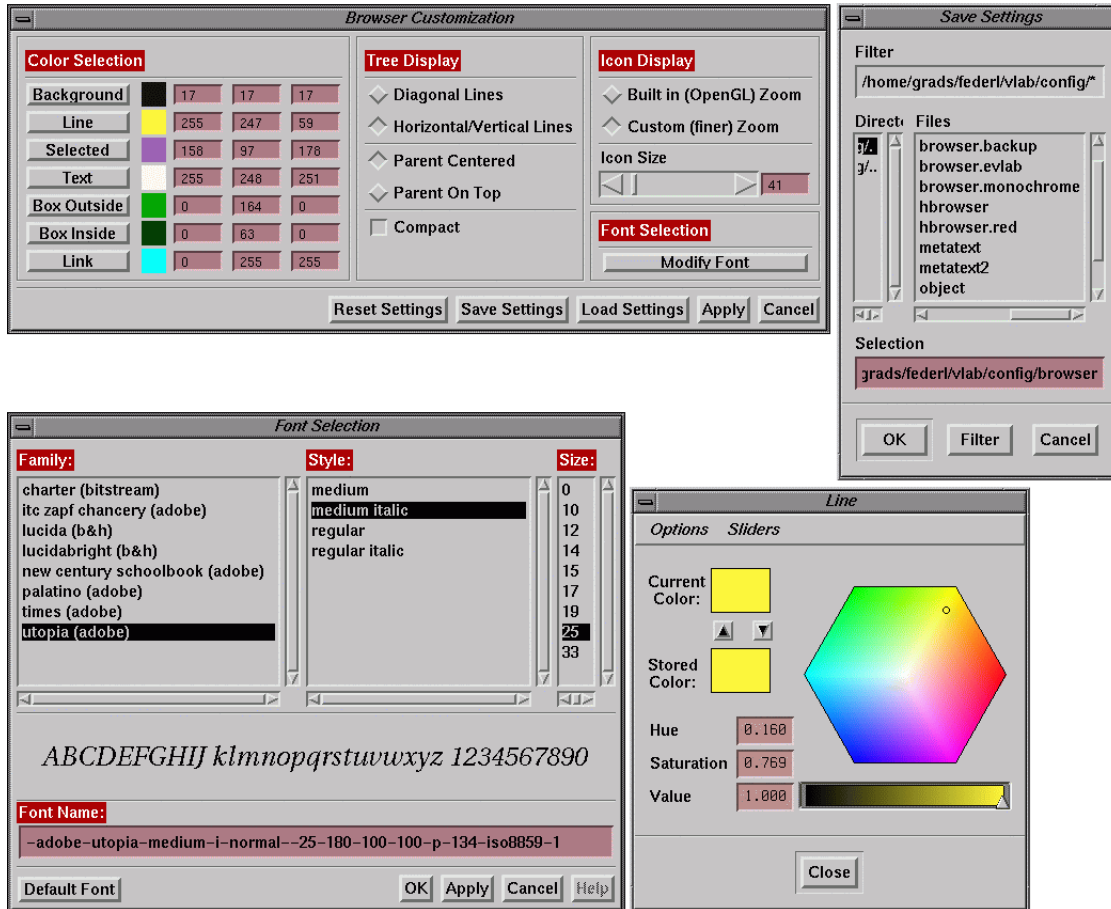 Browser Customization
Color Selection
Background 17 17 17
Line 255 247 59
Selected 158 97 178
Text 255 248 251
Box Outside 0 164 0
Box Inside 0 63 0
Link 0 255 255
Tree Display
Diagonal Lines
Horizontal/Vertical Lines
Parent Centered
Parent On Top
Compact
Icon Display
Built in (OpenGL) Zoom
Custom (finer) Zoom
Icon Size
41
Font Selection
Modify Font
Reset Settings Save Settings Load Settings Apply Cancel
Save Settings
Filter
/home/grads/federl/vlab/config/*
Directo Files
g/.
g/..
browser.backup
browser.evlab
browser.monochrome
hbrowser
hbrowser.red
metatext
metatext2
object
Selection
grads/federl/vlab/config/browser
OK Filter Cancel
Font Selection
Family:
charter (bitstream)
itc zapf chancery (adobe)
lucida (b&h)
lucidabright (b&h)
new century schoolbook (adobe)
palatino (adobe)
times (adobe)
utopia (adobe)
Style:
medium
medium italic
regular
regular italic
Size:
0
10
12
14
15
17
19
25
33
ABCDEFGHIJ klmnopqrstuvwxyz 1234567890
Font Name:
-adobe-utopia-medium-i-normal--25-180-100-100-p-134-iso8859-1
Default Font OK Apply Cancel Help
Line
Options Sliders
Current
Color:
Stored
Color:
Hue 0.160
Saturation 0.769
Value 1.000
Close